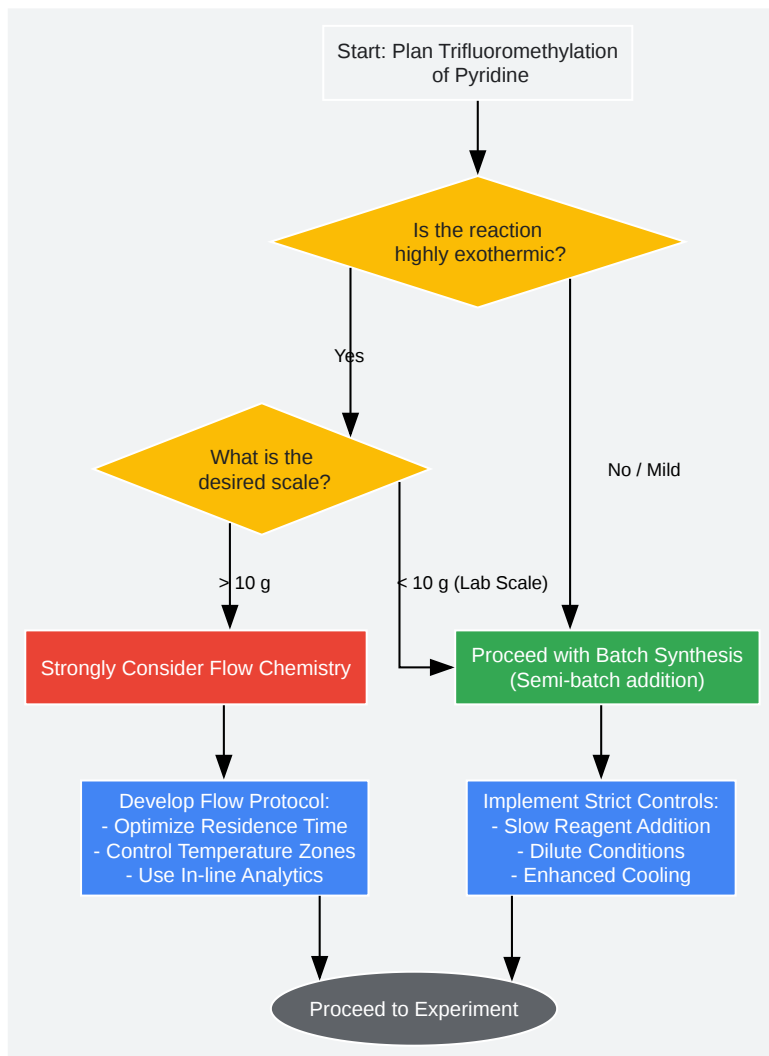 Start: Plan Trifluoromethylation
of Pyridine
Is the reaction
highly exothermic?
Yes
What is the
desired scale?
No / Mild
> 10 g
< 10 g (Lab Scale)
Strongly Consider Flow Chemistry
Proceed with Batch Synthesis
(Semi-batch addition)
Develop Flow Protocol:
- Optimize Residence Time
- Control Temperature Zones
- Use In-line Analytics
Implement Strict Controls:
- Slow Reagent Addition
- Dilute Conditions
- Enhanced Cooling
Proceed to Experiment